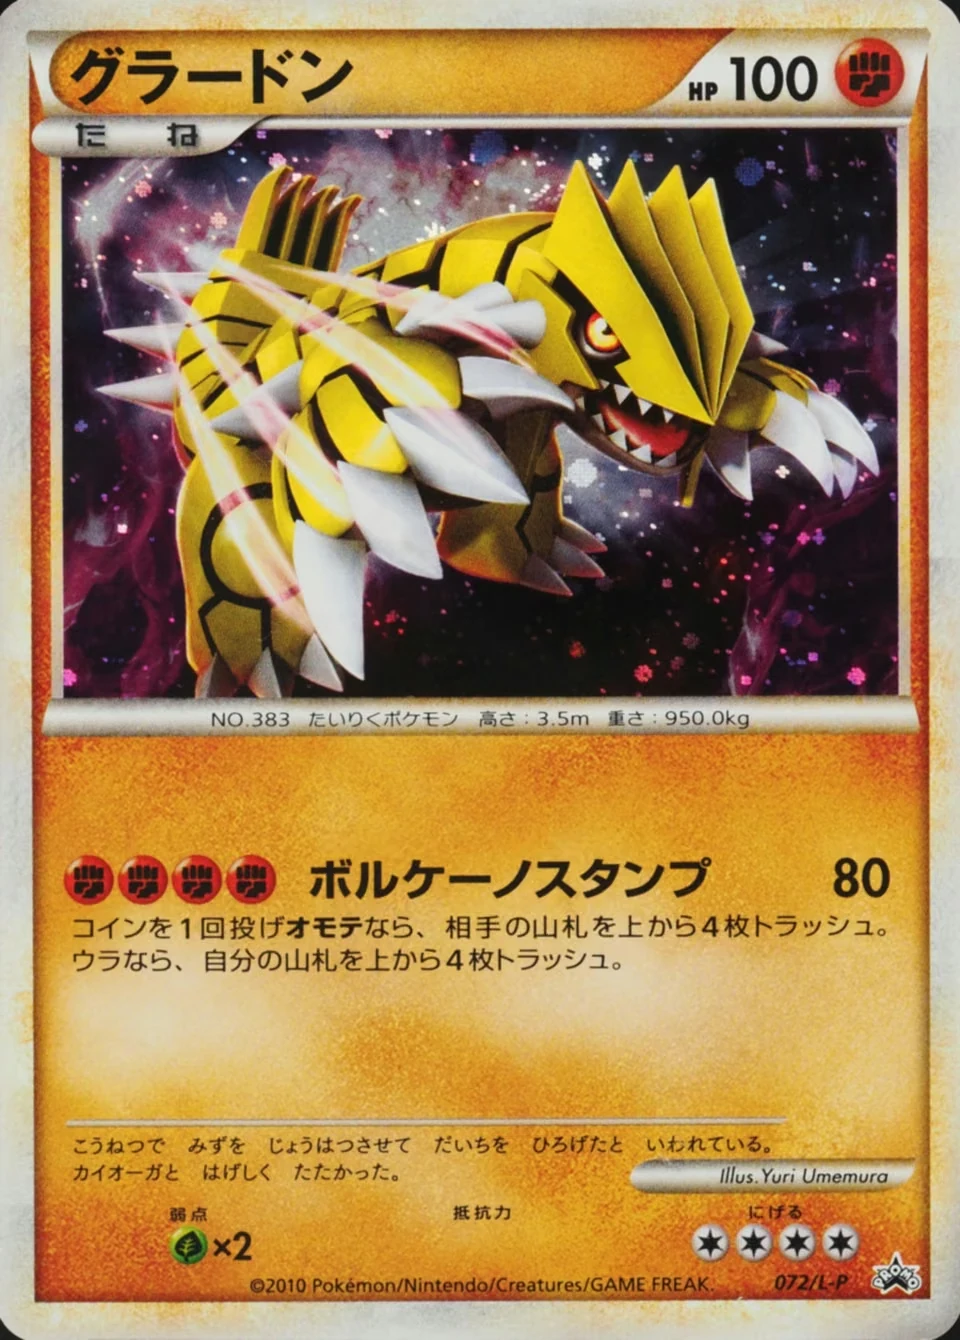 グラードン
HP 100
たね
NO.383 たいりくポケモン 高さ：3.5m 重さ：950.0kg
ボルケーノスタンプ 80
コインを1回投げオモテなら、相手の山札を上から4枚トラッシュ。
ウラなら、自分の山札を上から4枚トラッシュ。
こうねつで みずを じょうはつさせて だいちを ひろげたと いわれている。
カイオーガと はげしく たたかった。
Illus. Yuri Umemura
弱点 抵抗力 にげる
×2
©2010 Pokémon/Nintendo/Creatures/GAME FREAK. 072/L-P PROMO